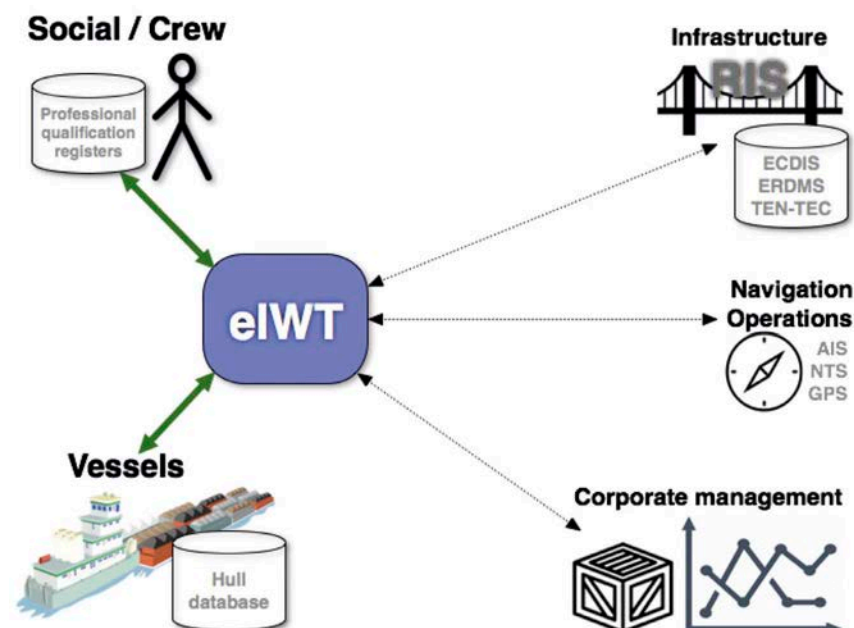 Social / Crew
Professional
qualification
registers
Infrastructure
RIS
ECDIS
ERDMS
TEN-TEC
eIWT
Navigation
Operations
AIS
NTS
GPS
Vessels
Hull
database
Corporate management